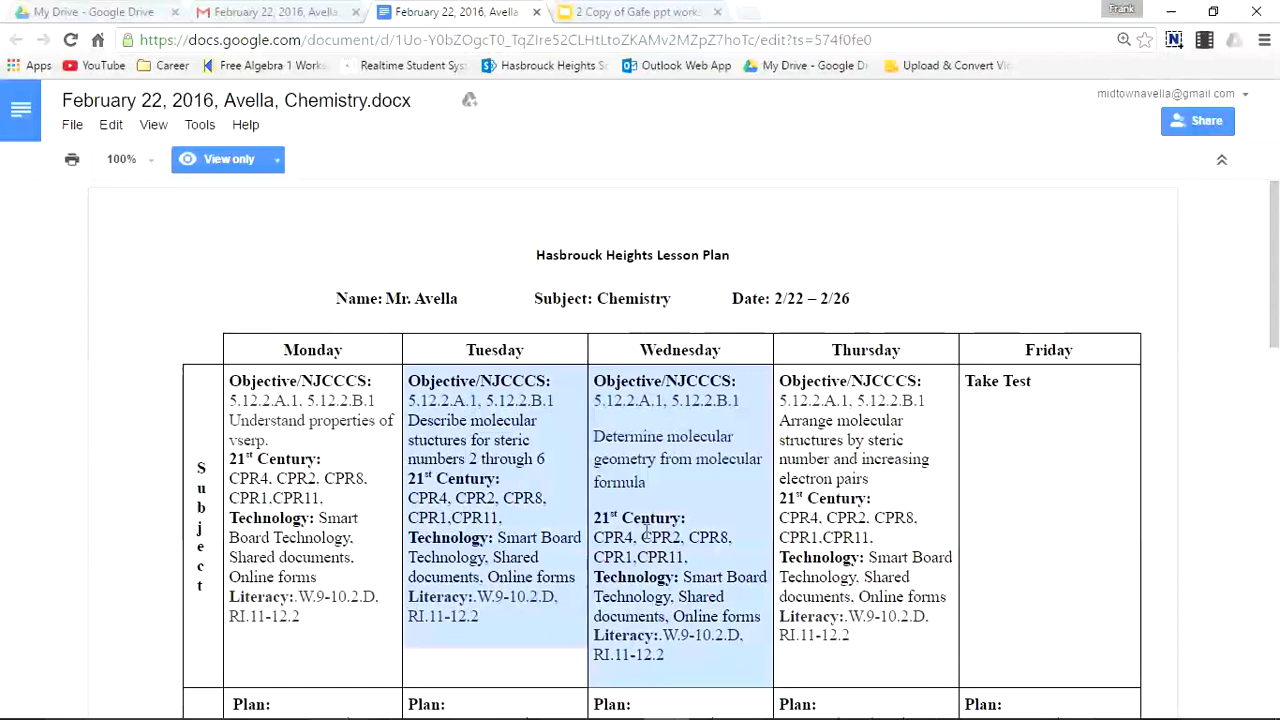 My Drive - Google Drive
February 22, 2016, Avella
February 22, 2016, Avella
2 Copy of Gafe ppt work
Frank
https://docs.google.com/document/d/1Uo-Y0bZOgcT0_TqZIre52CLHtLtoZKAMv2MZpZ7hoTc/edit?ts=574f0fe0
Apps YouTube Career Free Algebra 1 Works Realtime Student Sys Hasbrouck Heights Sc Outlook Web App My Drive - Google Dr Upload & Convert Vi
February 22, 2016, Avella, Chemistry.docx
midtownavella@gmail.com
File Edit View Tools Help
Share
100% View only
Hasbrouck Heights Lesson Plan
Name: Mr. Avella Subject: Chemistry Date: 2/22 – 2/26
Monday Tuesday Wednesday Thursday Friday
Subject
Objective/NJCCCS:
5.12.2.A.1, 5.12.2.B.1
Understand properties of
vserp.
21st Century:
CPR4, CPR2, CPR8,
CPR1,CPR11,
Technology: Smart
Board Technology,
Shared documents,
Online forms
Literacy:.W.9-10.2.D,
RI.11-12.2
Objective/NJCCCS:
5.12.2.A.1, 5.12.2.B.1
Describe molecular
stuctures for steric
numbers 2 through 6
21st Century:
CPR4, CPR2, CPR8,
CPR1,CPR11,
Technology: Smart Board
Technology, Shared
documents, Online forms
Literacy:.W.9-10.2.D,
RI.11-12.2
Objective/NJCCCS:
5.12.2.A.1, 5.12.2.B.1
Determine molecular
geometry from molecular
formula
21st Century:
CPR4, CPR2, CPR8,
CPR1,CPR11,
Technology: Smart Board
Technology, Shared
documents, Online forms
Literacy:.W.9-10.2.D,
RI.11-12.2
Objective/NJCCCS:
5.12.2.A.1, 5.12.2.B.1
Arrange molecular
structures by steric
number and increasing
electron pairs
21st Century:
CPR4, CPR2, CPR8,
CPR1,CPR11,
Technology: Smart Board
Technology, Shared
documents, Online forms
Literacy:.W.9-10.2.D,
RI.11-12.2
Take Test
Plan: Plan: Plan: Plan: Plan: